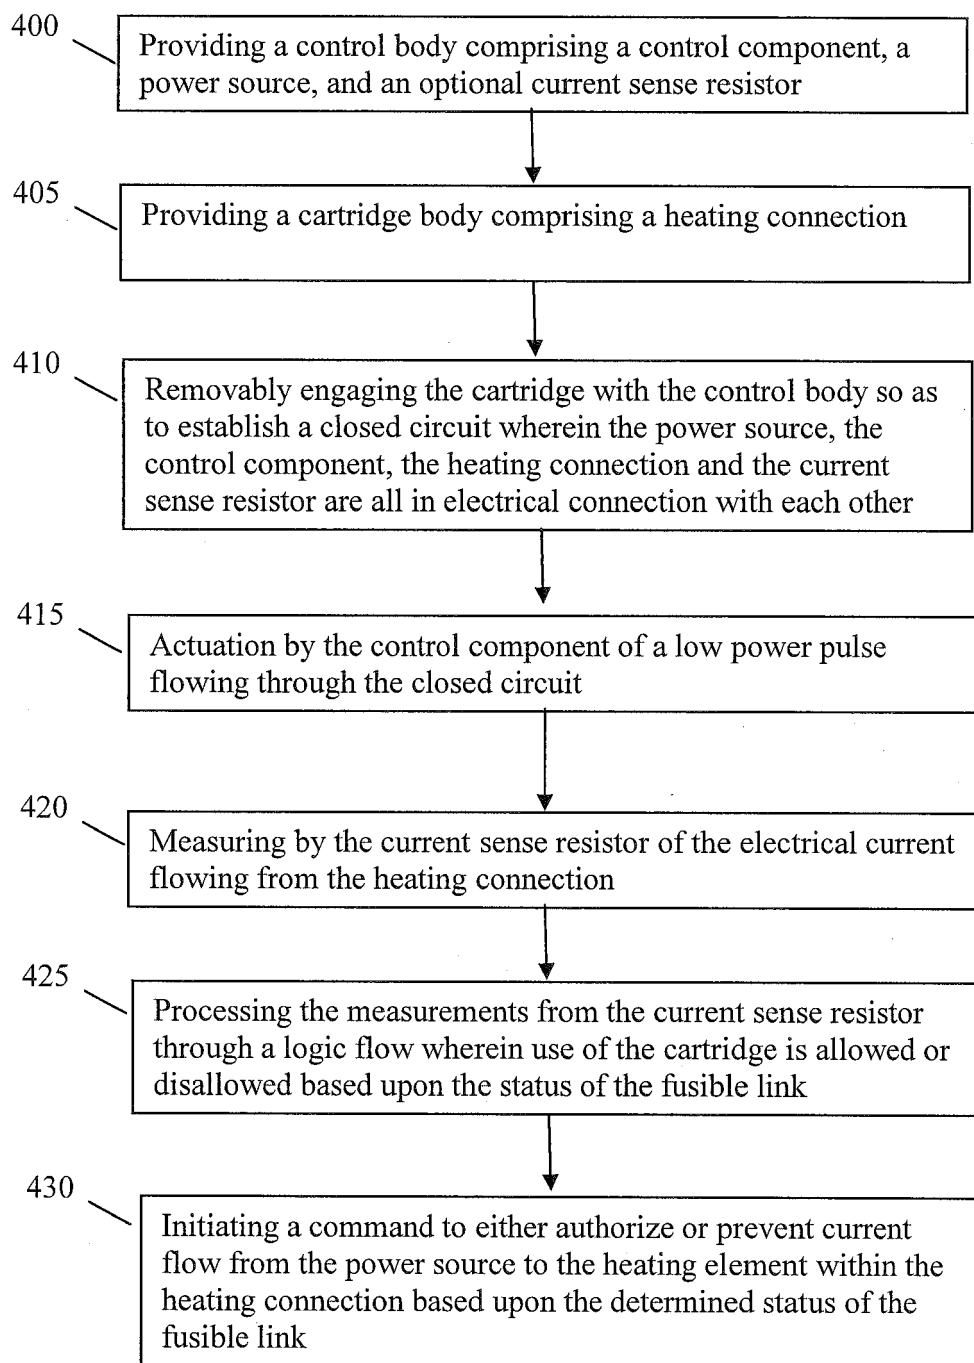 400
Providing a control body comprising a control component, a
power source, and an optional current sense resistor
405
Providing a cartridge body comprising a heating connection
410
Removably engaging the cartridge with the control body so as
to establish a closed circuit wherein the power source, the
control component, the heating connection and the current
sense resistor are all in electrical connection with each other
415
Actuation by the control component of a low power pulse
flowing through the closed circuit
420
Measuring by the current sense resistor of the electrical current
flowing from the heating connection
425
Processing the measurements from the current sense resistor
through a logic flow wherein use of the cartridge is allowed or
disallowed based upon the status of the fusible link
430
Initiating a command to either authorize or prevent current
flow from the power source to the heating element within the
heating connection based upon the determined status of the
fusible link